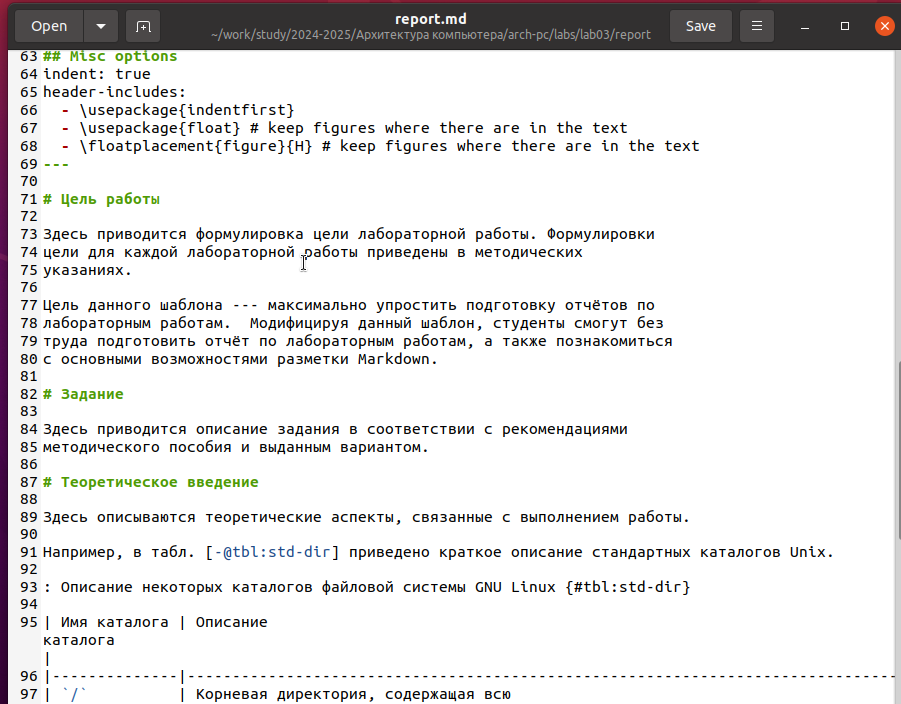 Open
report.md
~/work/study/2024-2025/Архитектура компьютера/arch-pc/labs/lab03/report
Save
63 ## Misc options
64 indent: true
65 header-includes:
66   - \usepackage{indentfirst}
67   - \usepackage{float} # keep figures where there are in the text
68   - \floatplacement{figure}{H} # keep figures where there are in the text
69 ---
70
71 # Цель работы
72
73 Здесь приводится формулировка цели лабораторной работы. Формулировки
74 цели для каждой лабораторной работы приведены в методических
75 указаниях.
76
77 Цель данного шаблона --- максимально упростить подготовку отчётов по
78 лабораторным работам.  Модифицируя данный шаблон, студенты смогут без
79 труда подготовить отчёт по лабораторным работам, а также познакомиться
80 с основными возможностями разметки Markdown.
81
82 # Задание
83
84 Здесь приводится описание задания в соответствии с рекомендациями
85 методического пособия и выданным вариантом.
86
87 # Теоретическое введение
88
89 Здесь описываются теоретические аспекты, связанные с выполнением работы.
90
91 Например, в табл. [-@tbl:std-dir] приведено краткое описание стандартных каталогов Unix.
92
93 : Описание некоторых каталогов файловой системы GNU Linux {#tbl:std-dir}
94
95 | Имя каталога | Описание
каталога
|
96 |--------------|-------------------------------------------------------------------------------
97 | `/`          | Корневая директория, содержащая всю